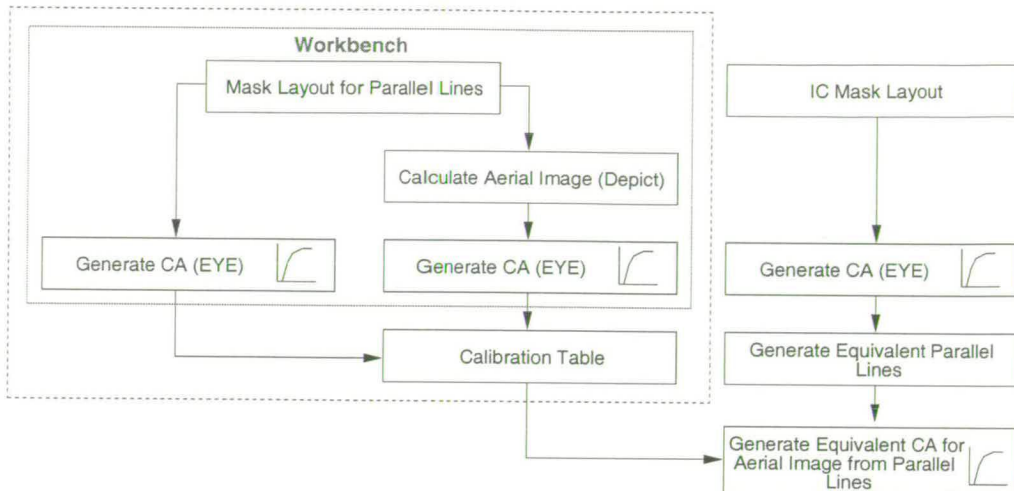 Workbench
Mask Layout for Parallel Lines
IC Mask Layout
Calculate Aerial Image (Depict)
Generate CA (EYE)
Generate CA (EYE)
Generate CA (EYE)
Calibration Table
Generate Equivalent Parallel
Lines
Generate Equivalent CA for
Aerial Image from Parallel
Lines